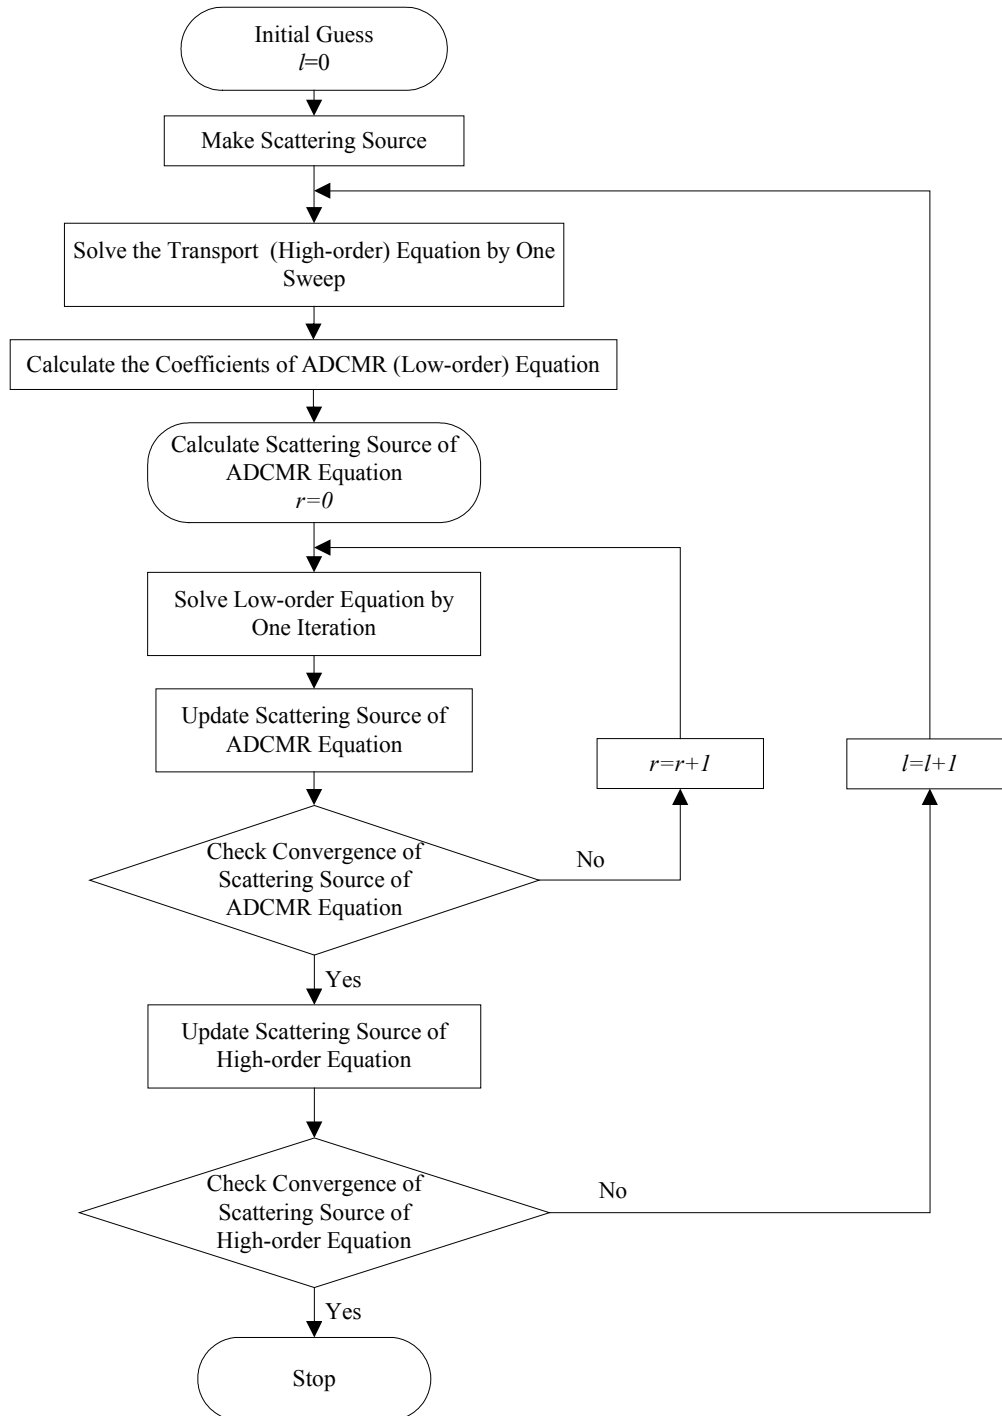 Initial Guess
l=0
Make Scattering Source
Solve the Transport (High-order) Equation by One
Sweep
Calculate the Coefficients of ADCMR (Low-order) Equation
Calculate Scattering Source of
ADCMR Equation
r=0
Solve Low-order Equation by
One Iteration
Update Scattering Source of
ADCMR Equation
r=r+1
l=l+1
Check Convergence of
Scattering Source of
ADCMR Equation
No
Yes
Update Scattering Source of
High-order Equation
Check Convergence of
Scattering Source of
High-order Equation
No
Yes
Stop